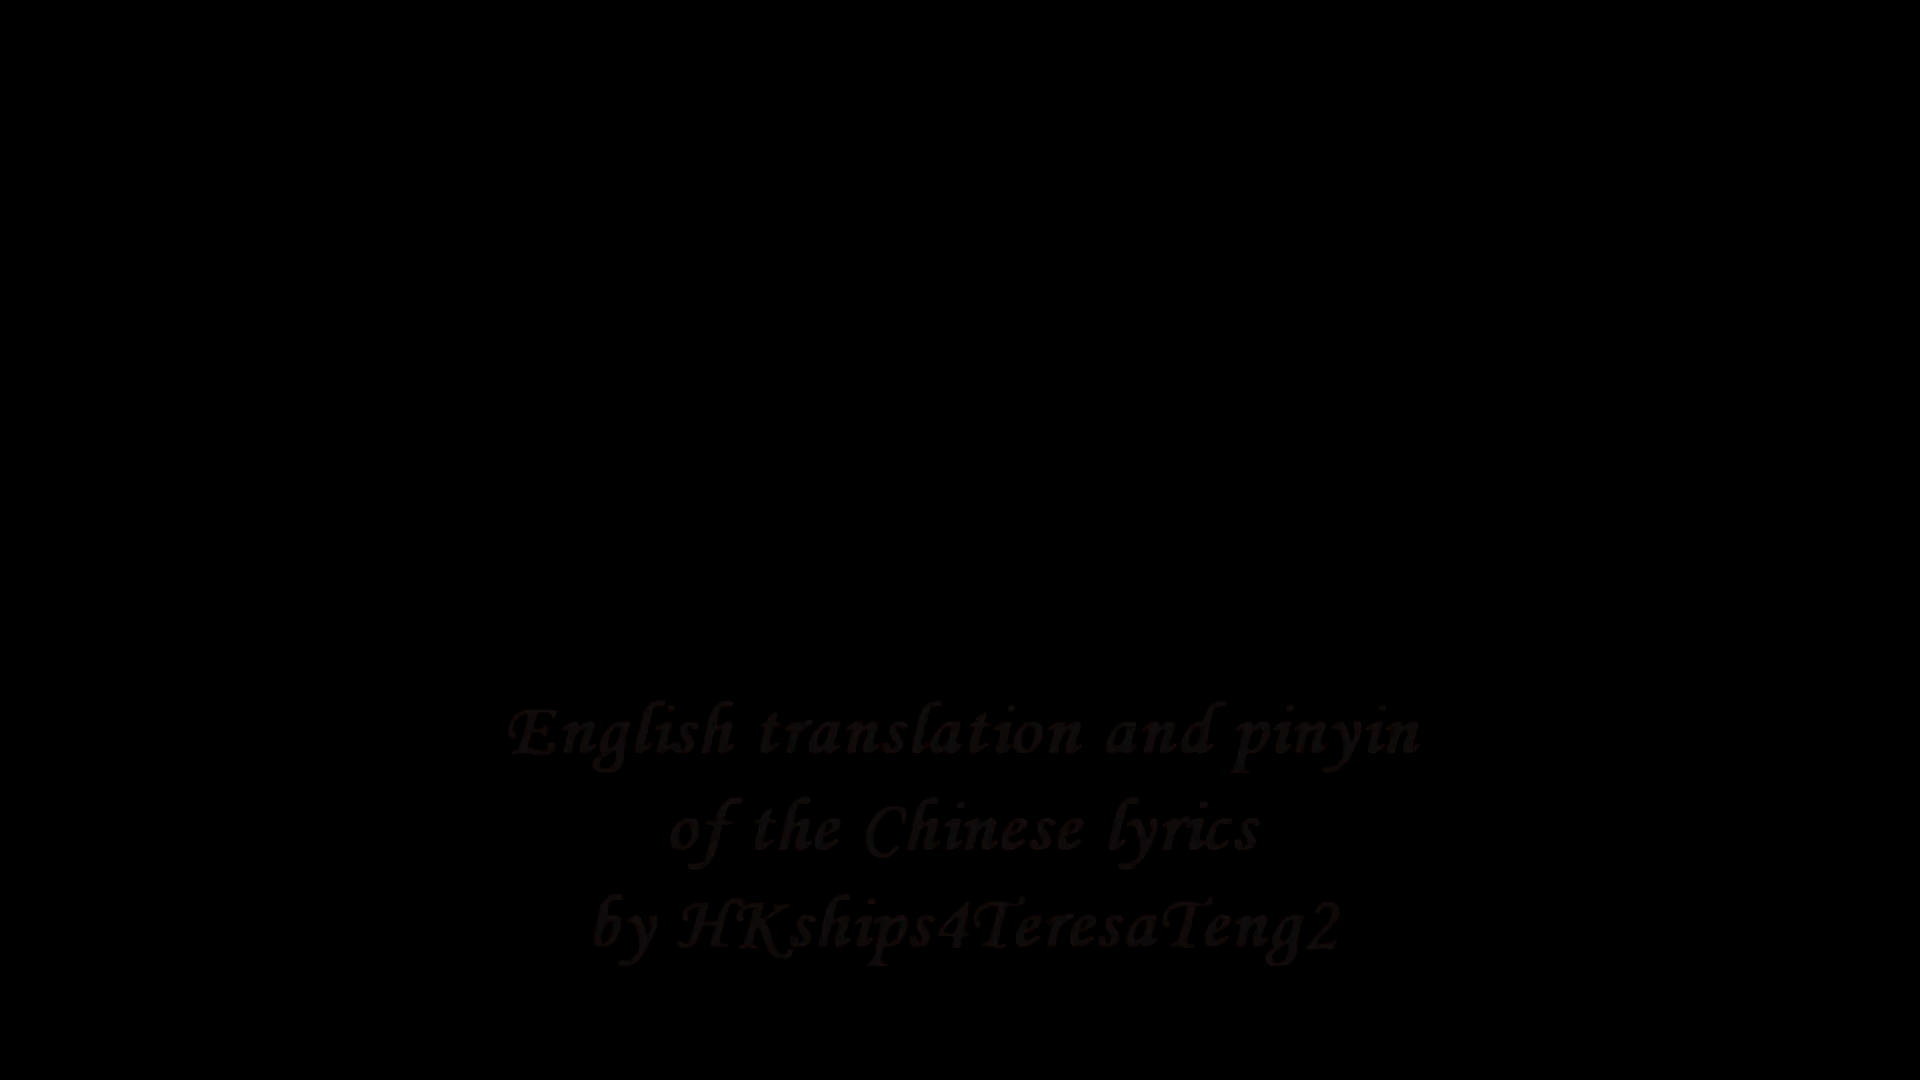 English translation and pinyin
of the Chinese lyrics
by HKships4TeresaTeng2